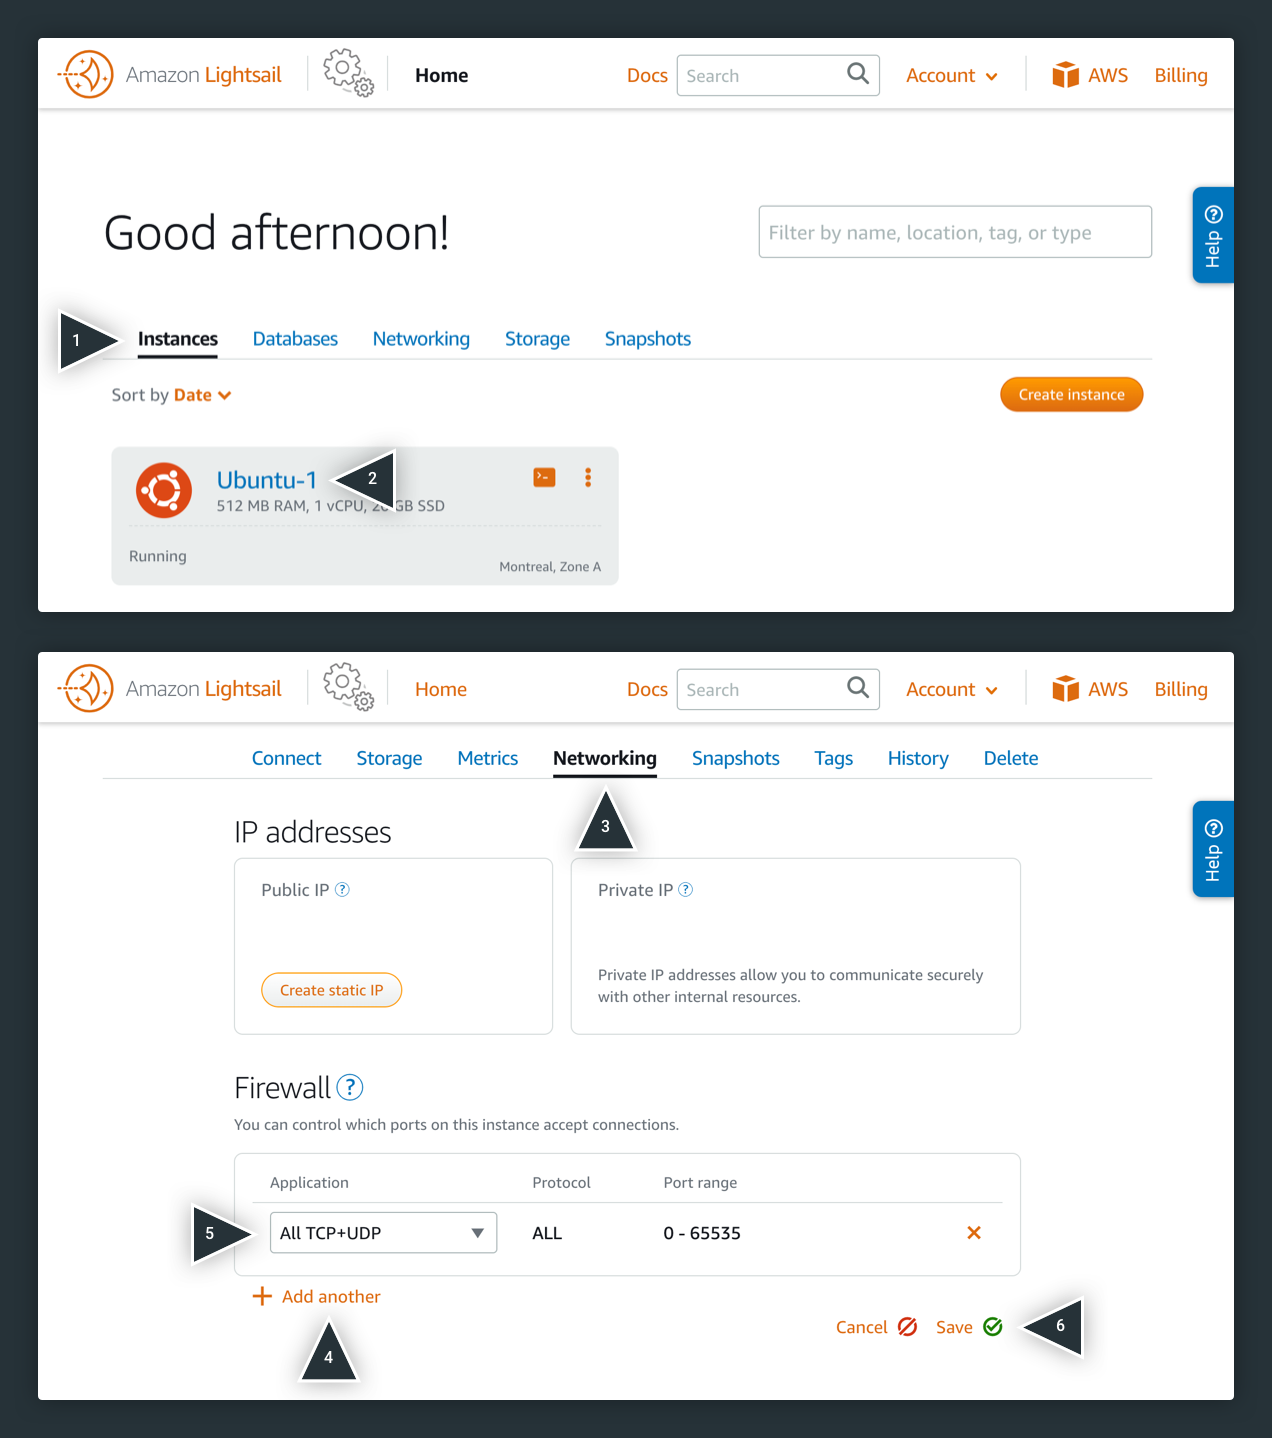 Amazon Lightsail
Home
Docs
Search
Account
AWS
Billing
Good afternoon!
Filter by name, location, tag, or type
Help ?
1
Instances
Databases
Networking
Storage
Snapshots
Sort by Date
Create instance
Ubuntu-1
2
512 MB RAM, 1 vCPU, 20 GB SSD
Running
Montreal, Zone A
Amazon Lightsail
Home
Docs
Search
Account
AWS
Billing
Connect
Storage
Metrics
Networking
Snapshots
Tags
History
Delete
3
Help ?
IP addresses
Public IP ?
Create static IP
Private IP ?
Private IP addresses allow you to communicate securely
with other internal resources.
Firewall ?
You can control which ports on this instance accept connections.
Application
Protocol
Port range
5
All TCP+UDP
ALL
0 - 65535
+ Add another
Cancel
Save
6
4